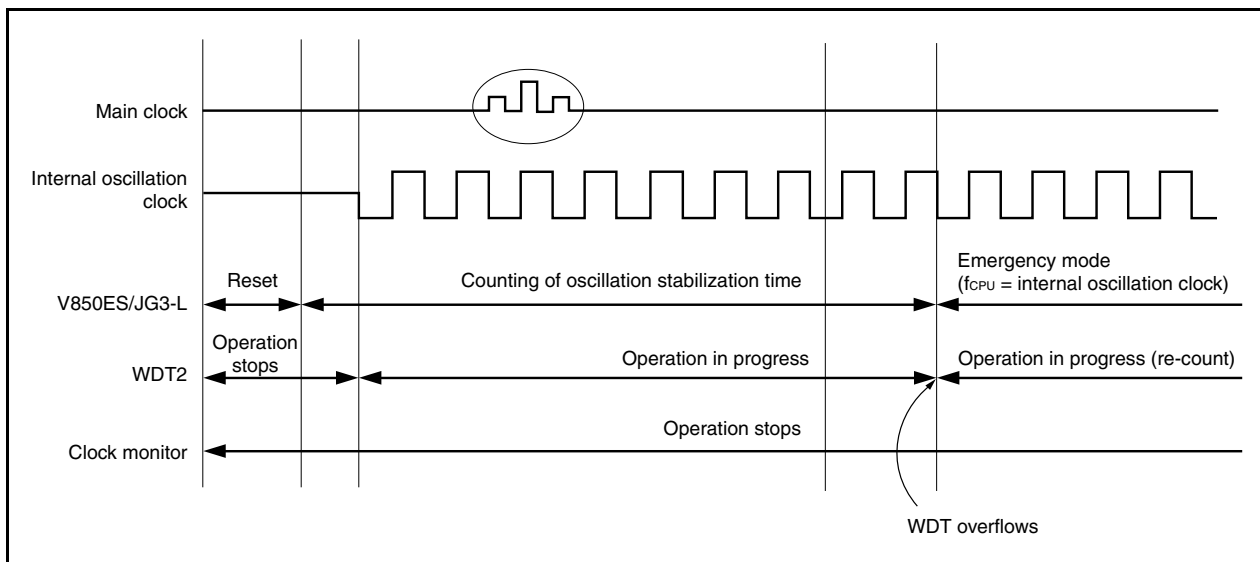 Main clock
Internal oscillation
clock
Reset
Counting of oscillation stabilization time
Emergency mode
(fCPU = internal oscillation clock)
V850ES/JG3-L
Operation
stops
Operation in progress
Operation in progress (re-count)
WDT2
Operation stops
Clock monitor
WDT overflows